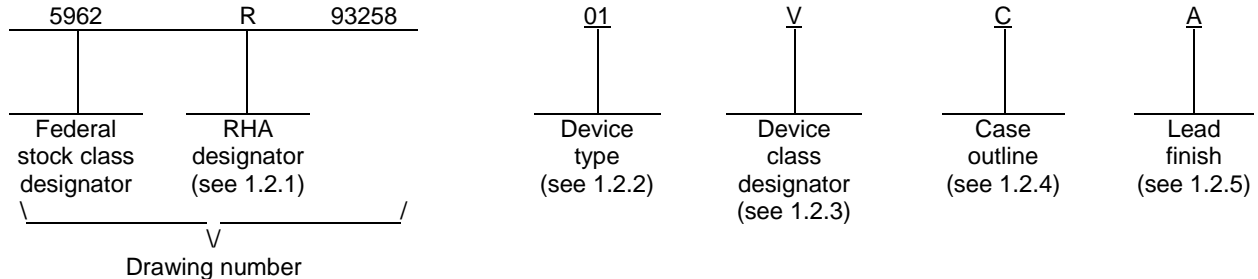 5962 R 93258 01 V C A
Federal stock class designator
RHA designator (see 1.2.1)
Device type (see 1.2.2)
Device class designator (see 1.2.3)
Case outline (see 1.2.4)
Lead finish (see 1.2.5)
Drawing number